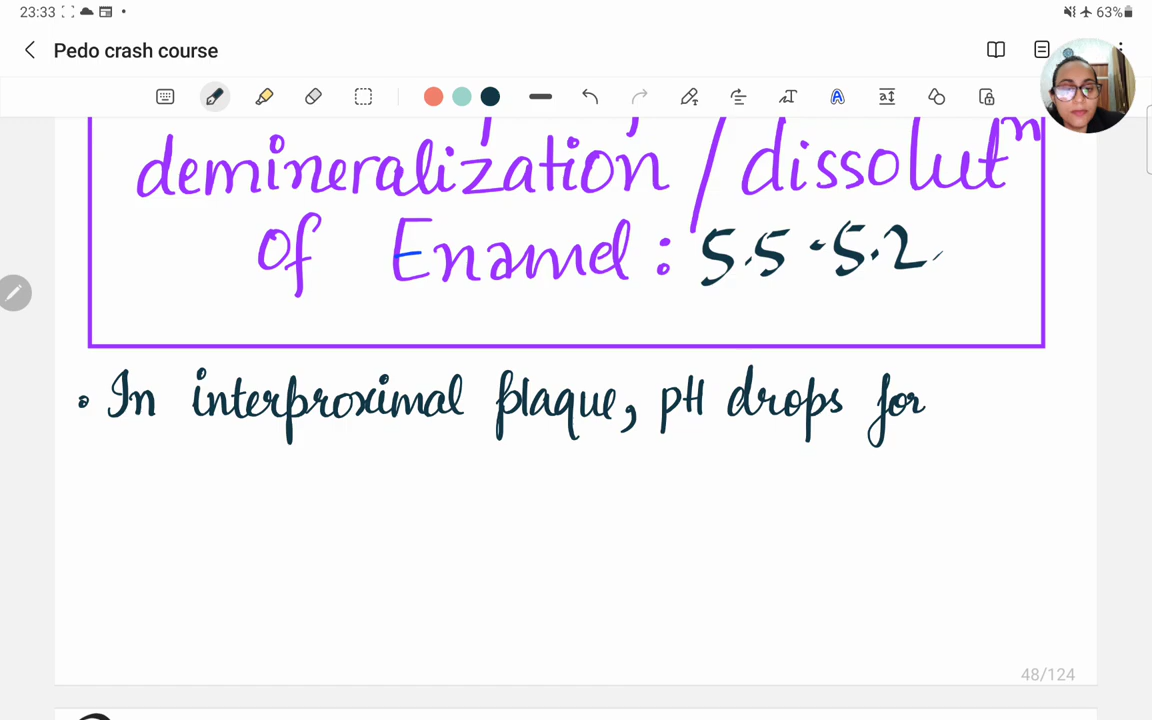 23:33
63%
Pedo crash course
demineralization / dissolutn
of Enamel : 5.5 - 5.2
• In interproximal plaque, pH drops for
48/124